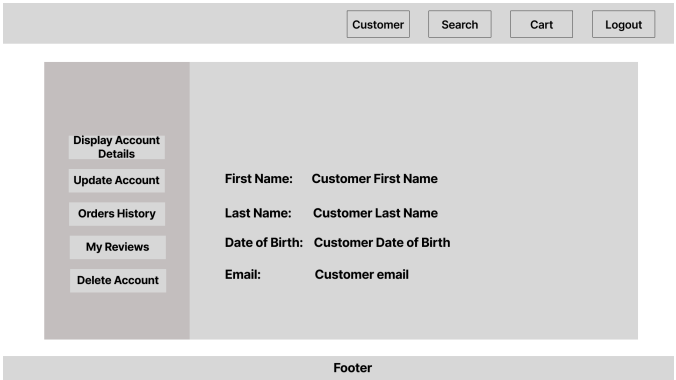 Customer Search Cart Logout
Display Account
Details
Update Account
Orders History
My Reviews
Delete Account
First Name: Customer First Name
Last Name: Customer Last Name
Date of Birth: Customer Date of Birth
Email: Customer email
Footer